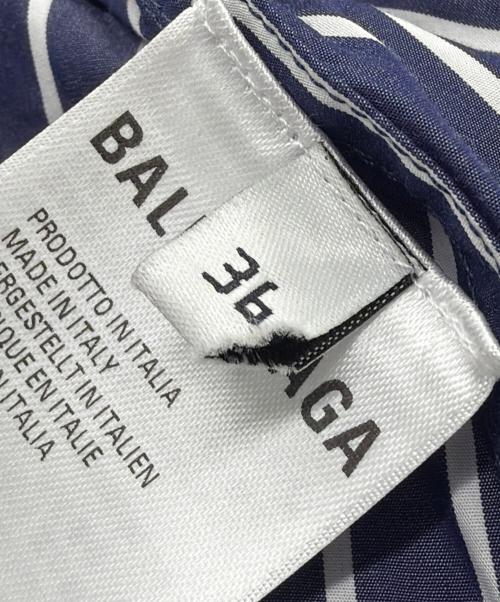 BAL AGA
36
PRODOTTO IN ITALIA
MADE IN ITALY
ERGESTELLT IN ITALIEN
QUE EN ITALIE
N ITALIA